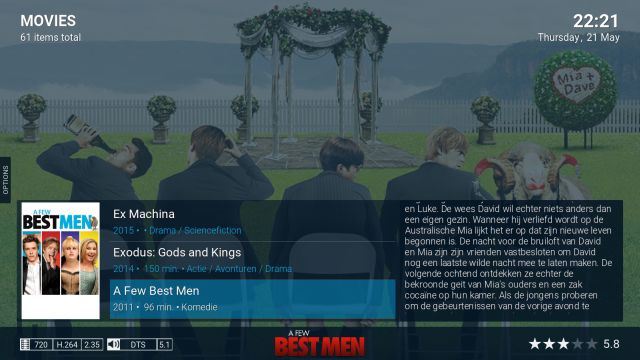 MOVIES
61 items total
22:21
Thursday, 21 May
Mia +
Dave
OPTIONS
A FEW
BEST MEN
Ex Machina
2015 • • Drama / Sciencefiction
Exodus: Gods and Kings
2014 • 150 min. • Actie / Avonturen / Drama
A Few Best Men
2011 • 96 min. • Komedie
en Luke. De wees David wil echter niets anders dan
een eigen gezin. Wanneer hij verliefd wordt op de
Australische Mia lijkt het er op dat zijn nieuwe leven
begonnen is. De nacht voor de bruiloft van David
en Mia zijn zijn vrienden vastbesloten om David
nog een laatste wilde nacht mee te laten maken. De
volgende ochtend ontdekken ze echter de
bekroonde geit van Mia's ouders en een zak
cocaïne op hun kamer. Als de jongens proberen
om de gebeurtenissen van de vorige avond te
720 H.264 2.35 DTS 5.1
A FEW
BEST MEN
5.8